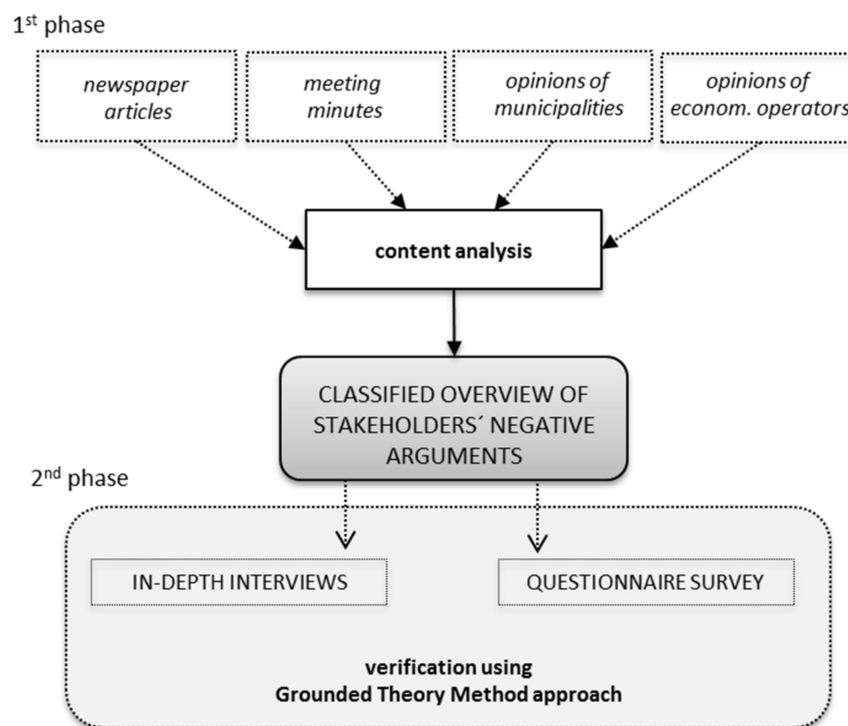 1st phase
newspaper
articles
meeting
minutes
opinions of
municipalities
opinions of
econom. operators
content analysis
CLASSIFIED OVERVIEW OF
STAKEHOLDERS´ NEGATIVE
ARGUMENTS
2nd phase
IN-DEPTH INTERVIEWS
QUESTIONNAIRE SURVEY
verification using
Grounded Theory Method approach